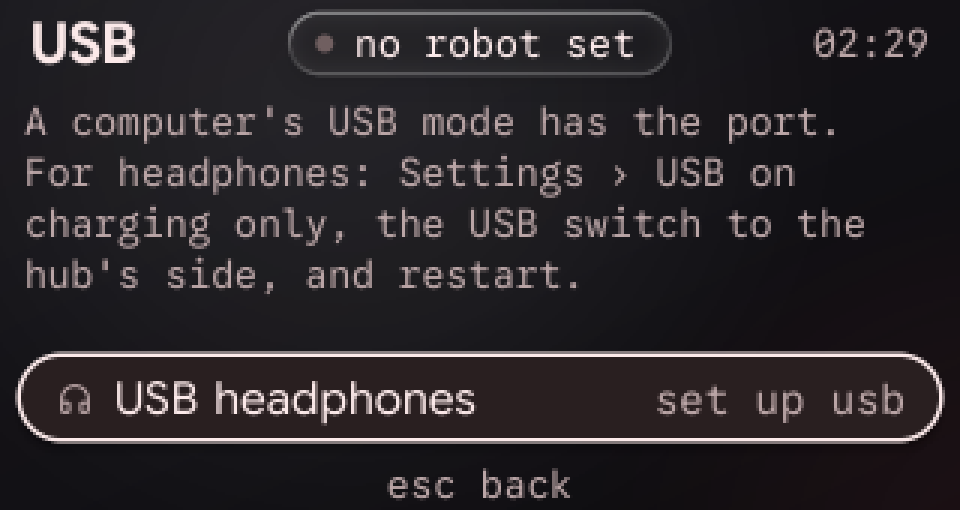 USB
no robot set
02:29
A computer's USB mode has the port.
For headphones: Settings › USB on
charging only, the USB switch to the
hub's side, and restart.
USB headphones
set up usb
esc back